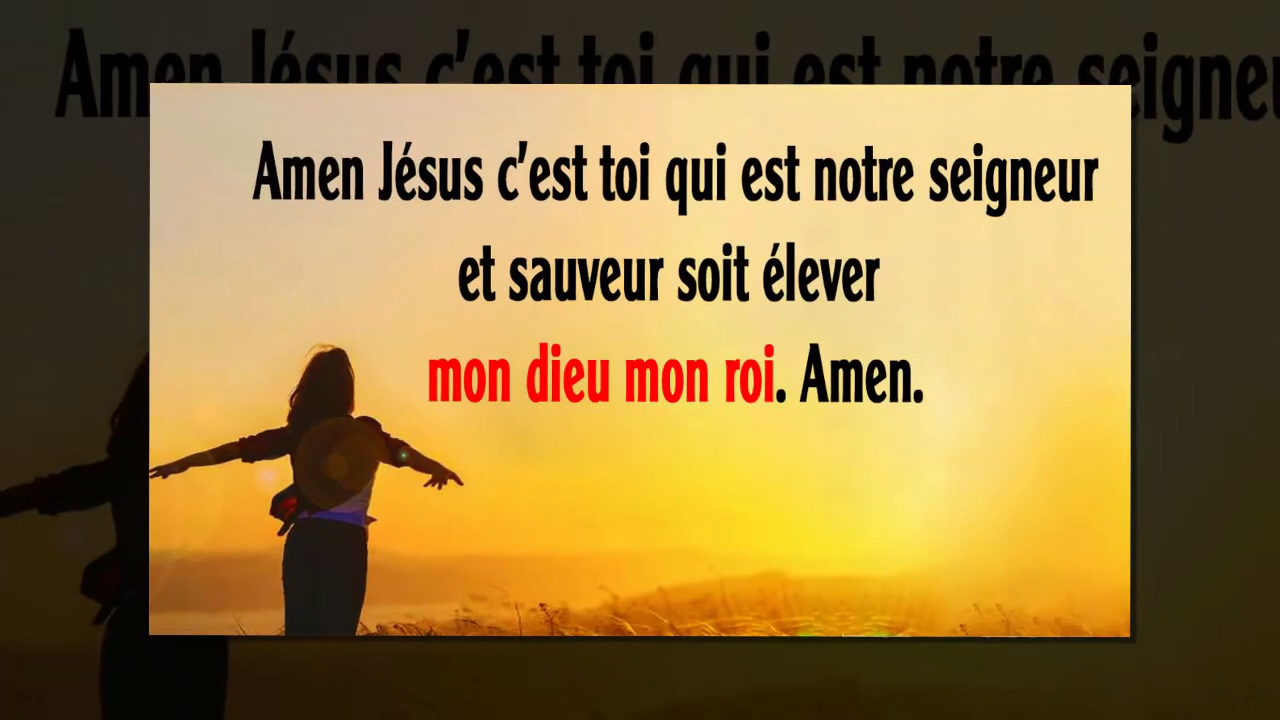 Amen Jésus c'est toi qui est notre seigneur
et sauveur soit élever
mon dieu mon roi. Amen.